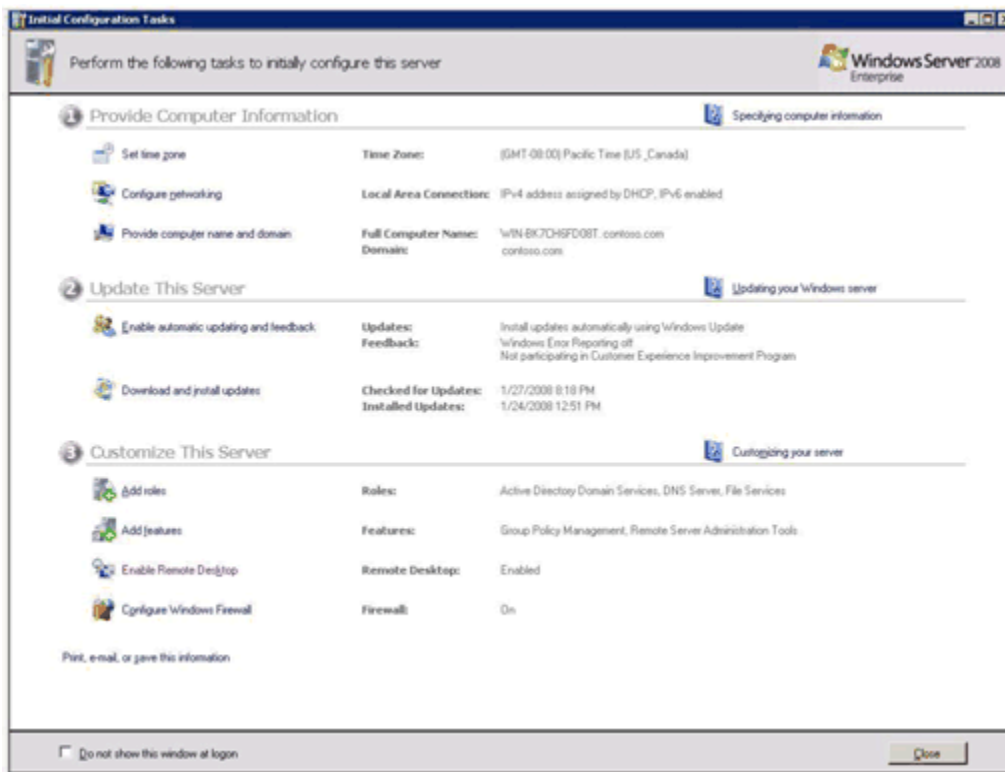 Initial Configuration Tasks
Perform the following tasks to initially configure this server
Windows Server 2008
Enterprise
1 Provide Computer Information
Specifying computer information
Set time zone
Time Zone: (GMT-08:00) Pacific Time (US_Canada)
Configure networking
Local Area Connection: IPv4 address assigned by DHCP, IPv6 enabled
Provide computer name and domain
Full Computer Name:
contoso.com
Domain: contoso.com
2 Update This Server
Updating your Windows server
Enable automatic updating and feedback
Updates: Install updates automatically using Windows Update
Feedback: Windows Error Reporting off
Not participating in Customer Experience Improvement Program
Download and install updates
Checked for Updates: 1/27/2008 8:18 PM
Installed Updates: 1/24/2008 12:51 PM
3 Customize This Server
Customizing your server
Add roles
Roles: Active Directory Domain Services, DNS Server, File Services
Add features
Features: Group Policy Management, Remote Server Administration Tools
Enable Remote Desktop
Remote Desktop: Enabled
Configure Windows Firewall
Firewall: On
Print, e-mail, or save this information
Do not show this window at logon
Close